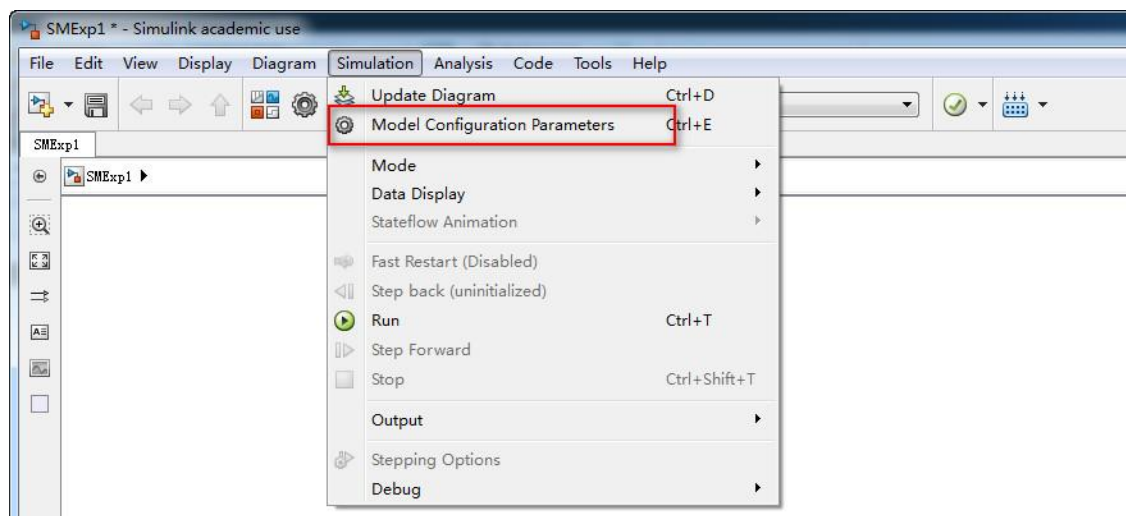 SMExp1 * - Simulink academic use
File Edit View Display Diagram Simulation Analysis Code Tools Help
Update Diagram Ctrl+D
Model Configuration Parameters Ctrl+E
SMExp1
SMExp1
Mode
Data Display
Stateflow Animation
Fast Restart (Disabled)
Step back (uninitialized)
Run Ctrl+T
Step Forward
Stop Ctrl+Shift+T
Output
Stepping Options
Debug